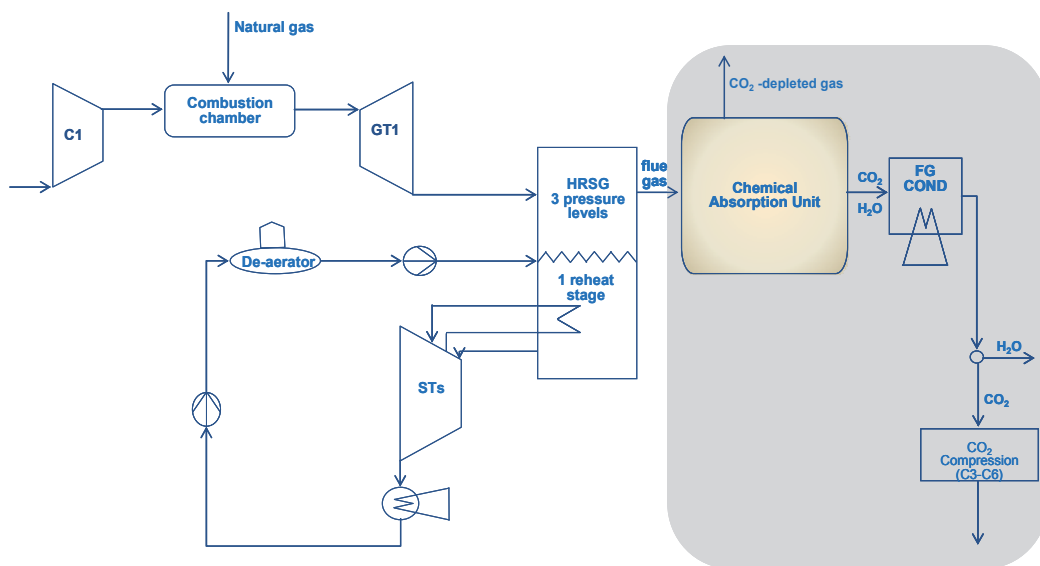 Natural gas
C1
Combustion
chamber
GT1
HRSG
3 pressure
levels
1 reheat
stage
De-aerator
STs
flue
gas
CO₂ -depleted gas
Chemical
Absorption Unit
CO₂
H₂O
FG
COND
H₂O
CO₂
CO₂
Compression
(C3-C6)